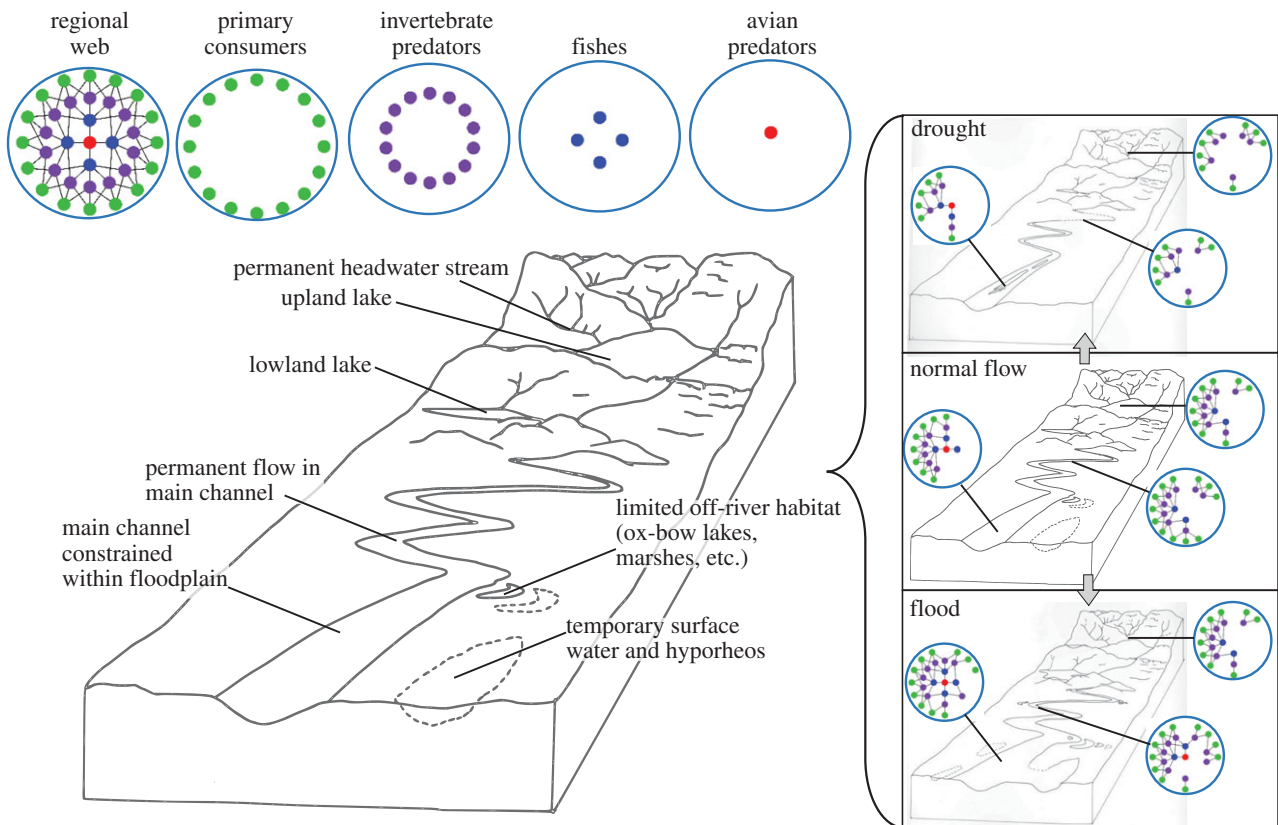 regional
web
primary
consumers
invertebrate
predators
fishes
avian
predators
permanent headwater stream
upland lake
lowland lake
permanent flow in
main channel
main channel
constrained
within floodplain
limited off-river habitat
(ox-bow lakes,
marshes, etc.)
temporary surface
water and hyporheos
drought
normal flow
flood